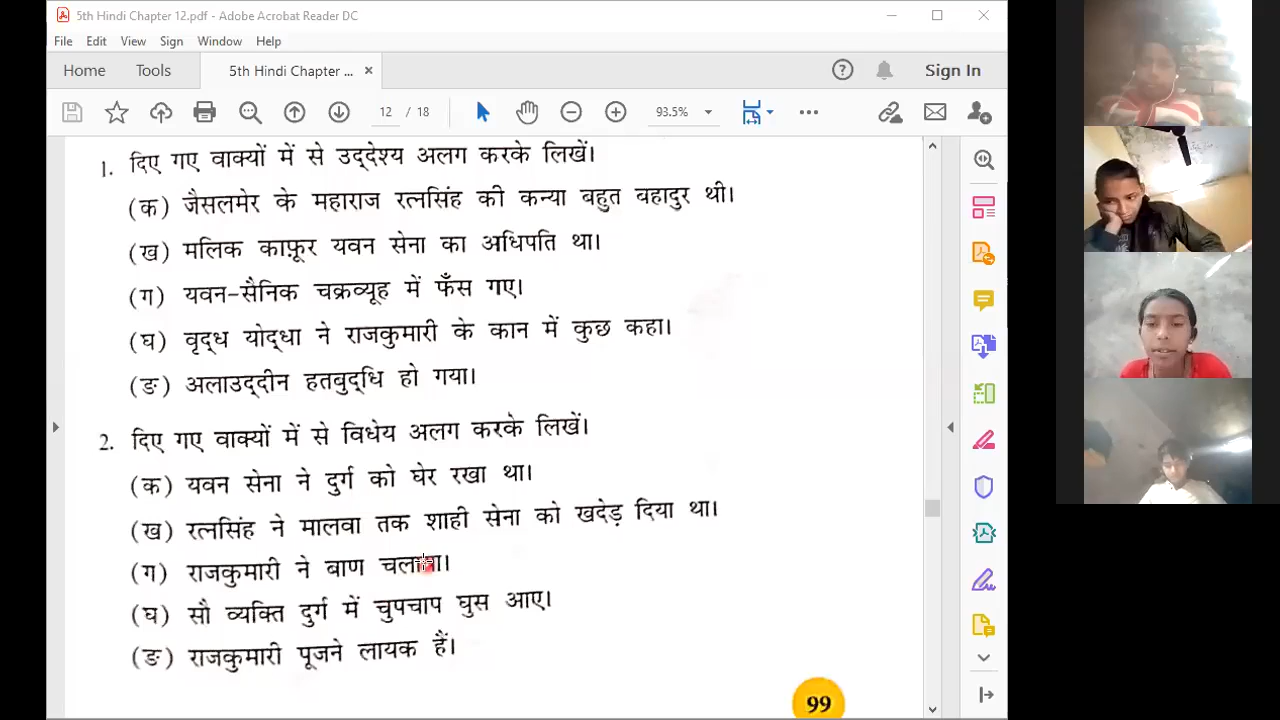 5th Hindi Chapter 12.pdf - Adobe Acrobat Reader DC
File Edit View Sign Window Help
Home Tools 5th Hindi Chapter ... × Sign In
12 / 18 93.5%
1. दिए गए वाक्यों में से उद्देश्य अलग करके लिखें।
(क) जैसलमेर के महाराज रत्नसिंह की कन्या बहुत बहादुर थी।
(ख) मलिक काफ़ूर यवन सेना का अधिपति था।
(ग) यवन-सैनिक चक्रव्यूह में फँस गए।
(घ) वृद्ध योद्धा ने राजकुमारी के कान में कुछ कहा।
(ङ) अलाउद्दीन हतबुद्धि हो गया।
2. दिए गए वाक्यों में से विधेय अलग करके लिखें।
(क) यवन सेना ने दुर्ग को घेर रखा था।
(ख) रत्नसिंह ने मालवा तक शाही सेना को खदेड़ दिया था।
(ग) राजकुमारी ने बाण
(घ) सौ व्यक्ति दुर्ग में चुपचाप घुस आए।
(ङ) राजकुमारी पूजने लायक हैं।
99